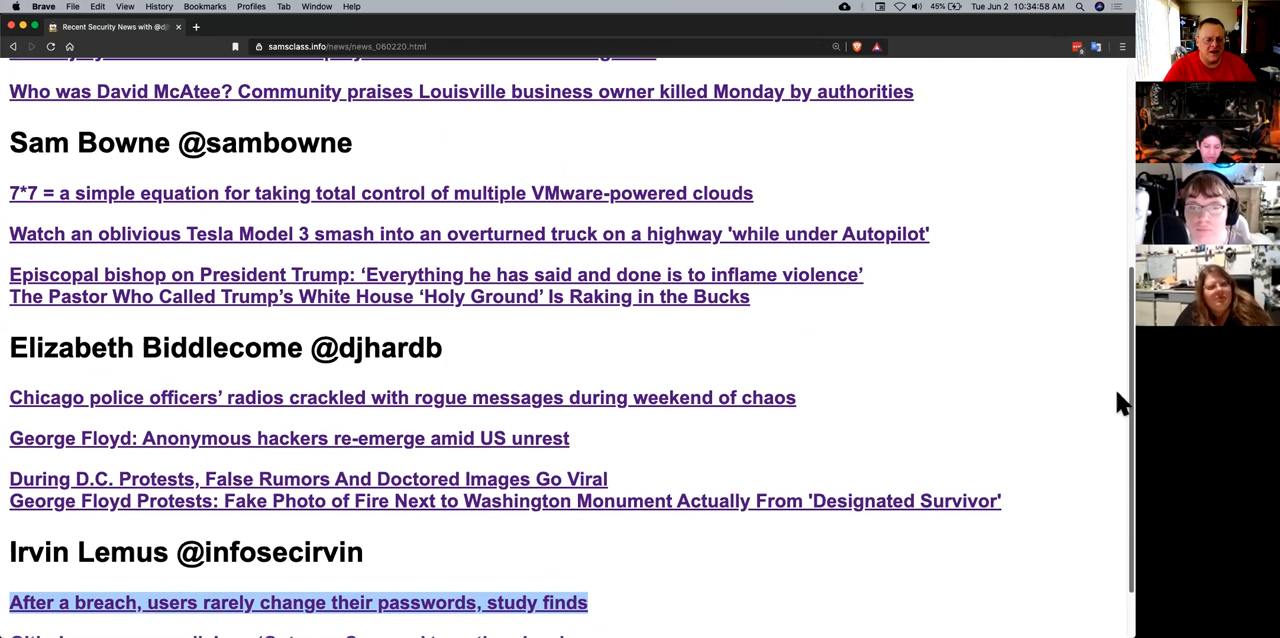 Brave File Edit View History Bookmarks Profiles Tab Window Help 45% Tue Jun 2 10:34:58 AM
Recent Security News with @dj
samsclass.info/news/news_060220.html
Who was David McAtee? Community praises Louisville business owner killed Monday by authorities
Sam Bowne @sambowne
7*7 = a simple equation for taking total control of multiple VMware-powered clouds
Watch an oblivious Tesla Model 3 smash into an overturned truck on a highway 'while under Autopilot'
Episcopal bishop on President Trump: ‘Everything he has said and done is to inflame violence’
The Pastor Who Called Trump’s White House ‘Holy Ground’ Is Raking in the Bucks
Elizabeth Biddlecome @djhardb
Chicago police officers’ radios crackled with rogue messages during weekend of chaos
George Floyd: Anonymous hackers re-emerge amid US unrest
During D.C. Protests, False Rumors And Doctored Images Go Viral
George Floyd Protests: Fake Photo of Fire Next to Washington Monument Actually From 'Designated Survivor'
Irvin Lemus @infosecirvin
After a breach, users rarely change their passwords, study finds